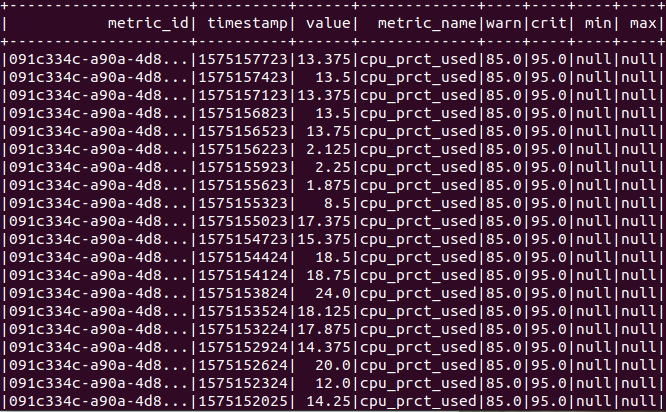 +--------------------+----------+------+-------------+----+----+----+----+
|           metric_id| timestamp| value|  metric_name|warn|crit| min| max|
+--------------------+----------+------+-------------+----+----+----+----+
|091c334c-a90a-4d8...|1575157723|13.375|cpu_prct_used|85.0|95.0|null|null|
|091c334c-a90a-4d8...|1575157423|  13.5|cpu_prct_used|85.0|95.0|null|null|
|091c334c-a90a-4d8...|1575157123|13.375|cpu_prct_used|85.0|95.0|null|null|
|091c334c-a90a-4d8...|1575156823|  13.5|cpu_prct_used|85.0|95.0|null|null|
|091c334c-a90a-4d8...|1575156523| 13.75|cpu_prct_used|85.0|95.0|null|null|
|091c334c-a90a-4d8...|1575156223| 2.125|cpu_prct_used|85.0|95.0|null|null|
|091c334c-a90a-4d8...|1575155923|  2.25|cpu_prct_used|85.0|95.0|null|null|
|091c334c-a90a-4d8...|1575155623| 1.875|cpu_prct_used|85.0|95.0|null|null|
|091c334c-a90a-4d8...|1575155323|   8.5|cpu_prct_used|85.0|95.0|null|null|
|091c334c-a90a-4d8...|1575155023|17.375|cpu_prct_used|85.0|95.0|null|null|
|091c334c-a90a-4d8...|1575154723|15.375|cpu_prct_used|85.0|95.0|null|null|
|091c334c-a90a-4d8...|1575154424|  18.5|cpu_prct_used|85.0|95.0|null|null|
|091c334c-a90a-4d8...|1575154124| 18.75|cpu_prct_used|85.0|95.0|null|null|
|091c334c-a90a-4d8...|1575153824|  24.0|cpu_prct_used|85.0|95.0|null|null|
|091c334c-a90a-4d8...|1575153524|18.125|cpu_prct_used|85.0|95.0|null|null|
|091c334c-a90a-4d8...|1575153224|17.875|cpu_prct_used|85.0|95.0|null|null|
|091c334c-a90a-4d8...|1575152924|14.375|cpu_prct_used|85.0|95.0|null|null|
|091c334c-a90a-4d8...|1575152624|  20.0|cpu_prct_used|85.0|95.0|null|null|
|091c334c-a90a-4d8...|1575152324|  12.0|cpu_prct_used|85.0|95.0|null|null|
|091c334c-a90a-4d8...|1575152025| 14.25|cpu_prct_used|85.0|95.0|null|null|